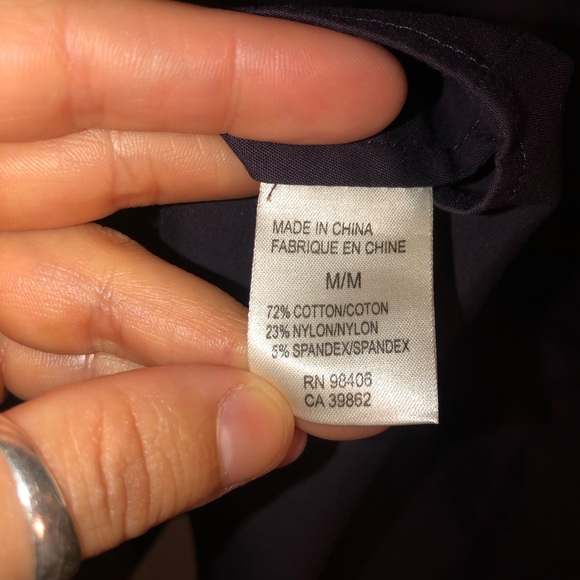 MADE IN CHINA
FABRIQUE EN CHINE
M/M
72% COTTON/COTON
23% NYLON/NYLON
5% SPANDEX/SPANDEX
RN 98406
CA 39862